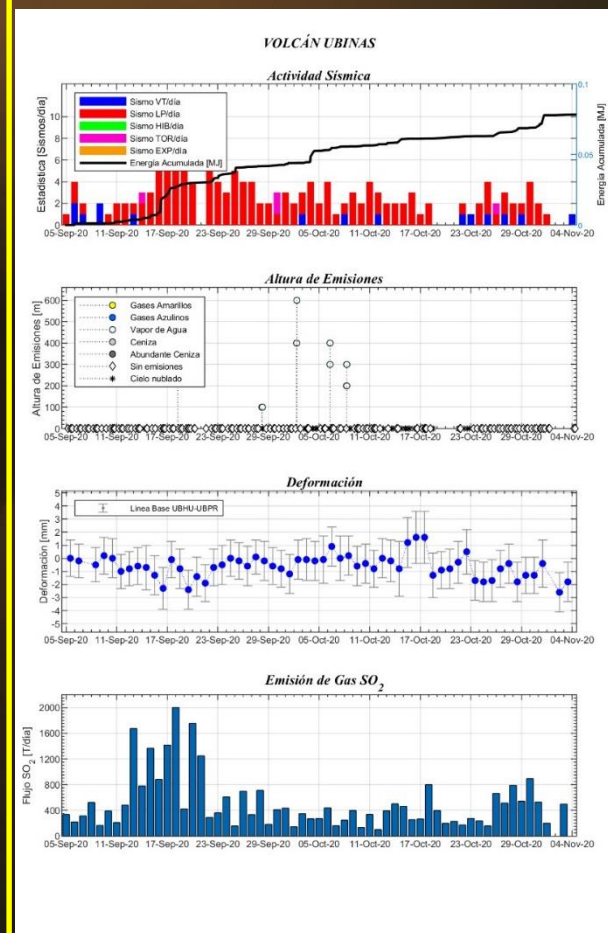 VOLCÁN UBINAS
Actividad Sísmica
Estadística [Sismos/día]
10
8
6
4
2
0
Sismo VT/día
Sismo LP/día
Sismo HIB/día
Sismo TOR/día
Sismo EXP/día
Energía Acumulada [MJ]
0.1
0.05
0
Energía Acumulada [MJ]
05-Sep-20 11-Sep-20 17-Sep-20 23-Sep-20 29-Sep-20 05-Oct-20 11-Oct-20 17-Oct-20 23-Oct-20 29-Oct-20 04-Nov-20
Altura de Emisiones
Altura de Emisiones [m]
600
500
400
300
200
100
0
Gases Amarillos
Gases Azulinos
Vapor de Agua
Ceniza
Abundante Ceniza
Sin emisiones
Cielo nublado
05-Sep-20 11-Sep-20 17-Sep-20 23-Sep-20 29-Sep-20 05-Oct-20 11-Oct-20 17-Oct-20 23-Oct-20 29-Oct-20 04-Nov-20
Deformación
Deformación [mm]
5
4
3
2
1
0
-1
-2
-3
-4
-5
Linea Base UBHU-UBPR
05-Sep-20 11-Sep-20 17-Sep-20 23-Sep-20 29-Sep-20 05-Oct-20 11-Oct-20 17-Oct-20 23-Oct-20 29-Oct-20 04-Nov-20
Emisión de Gas SO2
Flujo SO2 [T/día]
2000
1600
1200
800
400
0
05-Sep-20 11-Sep-20 17-Sep-20 23-Sep-20 29-Sep-20 05-Oct-20 11-Oct-20 17-Oct-20 23-Oct-20 29-Oct-20 04-Nov-20